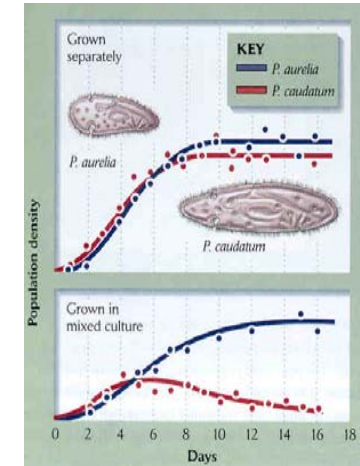 Grown
separately
KEY
P. aurelia
P. caudatum
P. aurelia
P. caudatum
Population density
Grown in
mixed culture
0 2 4 6 8 10 12 14 16 18
Days